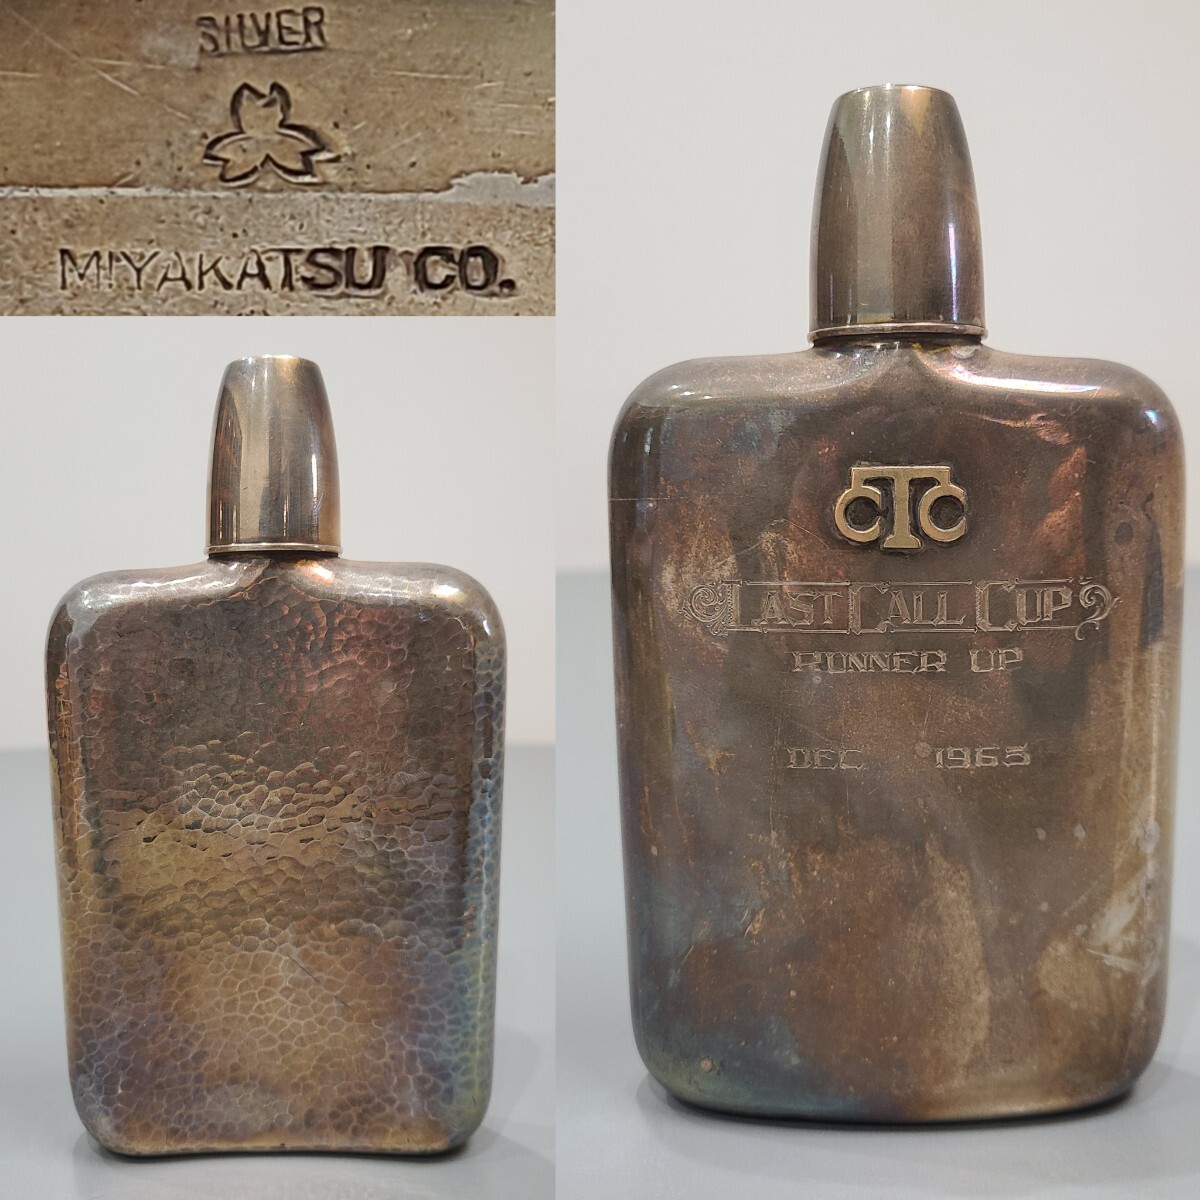 SILVER
MIYAKATSU CO.
CTC
LAST CALL CUP
RUNNER UP
DEC 1965